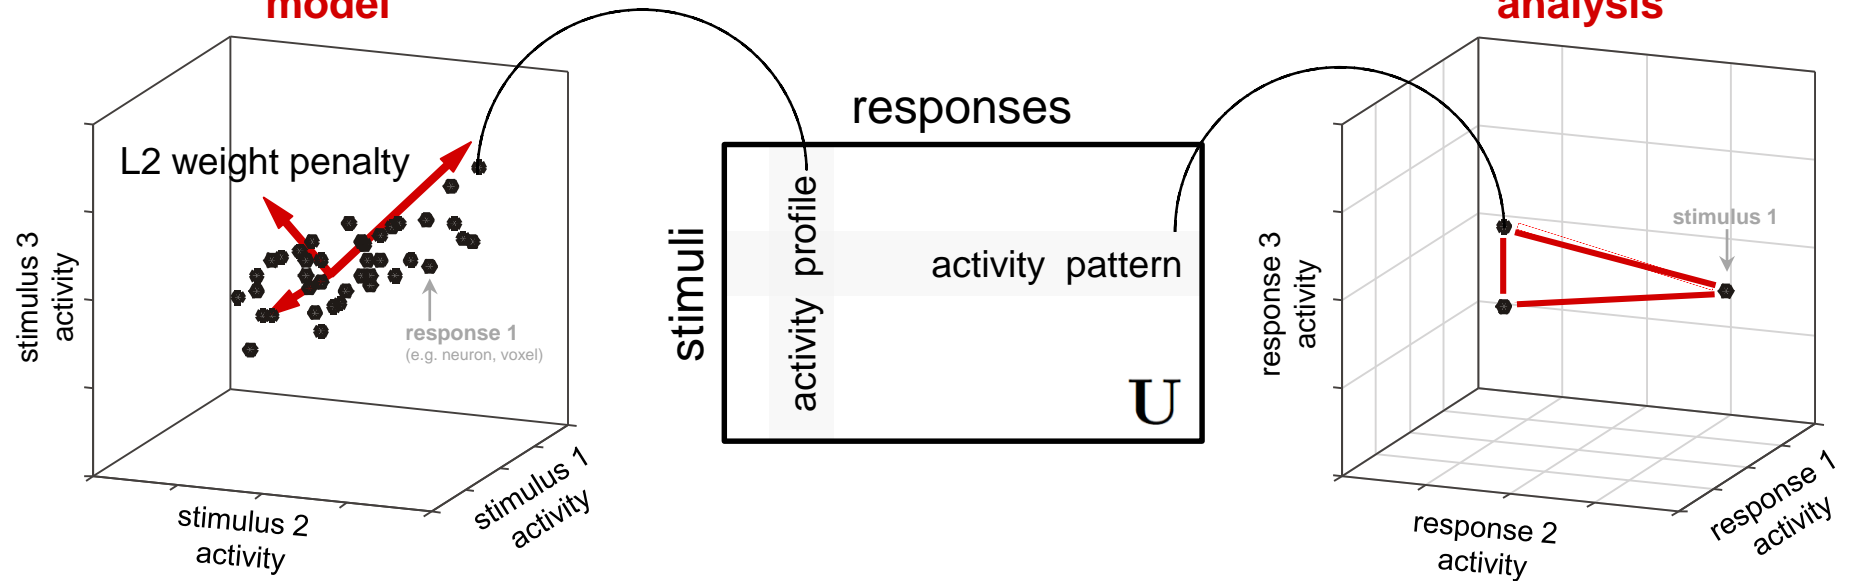 model
analysis
L2 weight penalty
stimulus 3
activity
response 1
(e.g. neuron, voxel)
stimulus 2
activity
stimulus 1
activity
responses
stimuli
activity profile
activity pattern
U
response 3
activity
stimulus 1
response 2
activity
response 1
activity